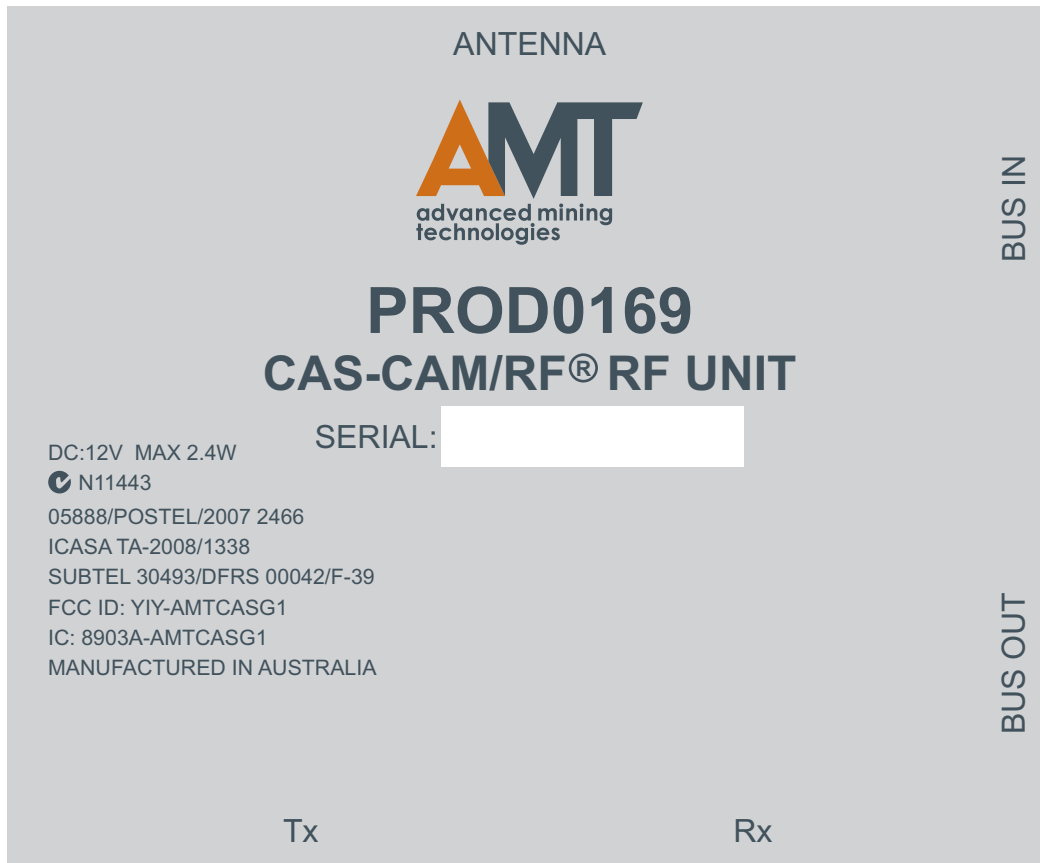 ANTENNA
AMT
advanced mining
technologies
BUS IN
PROD0169
CAS-CAM/RF® RF UNIT
SERIAL:
DC:12V MAX 2.4W
N11443
05888/POSTEL/2007 2466
ICASA TA-2008/1338
SUBTEL 30493/DFRS 00042/F-39
FCC ID: YIY-AMTCASG1
IC: 8903A-AMTCASG1
MANUFACTURED IN AUSTRALIA
BUS OUT
Tx
Rx